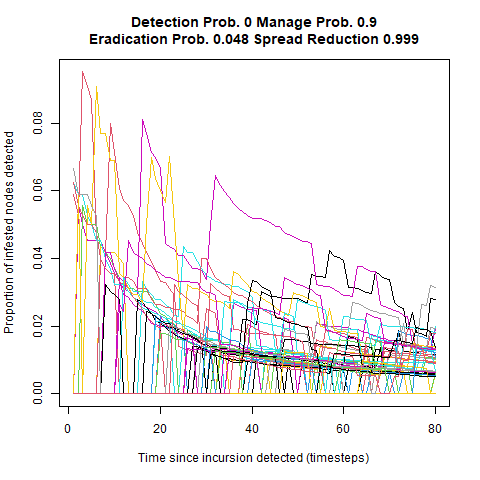 Detection Prob. 0 Manage Prob. 0.9
Eradication Prob. 0.048 Spread Reduction 0.999
Proportion of infested nodes detected
0.08
0.06
0.04
0.02
0.00
0 20 40 60 80
Time since incursion detected (timesteps)